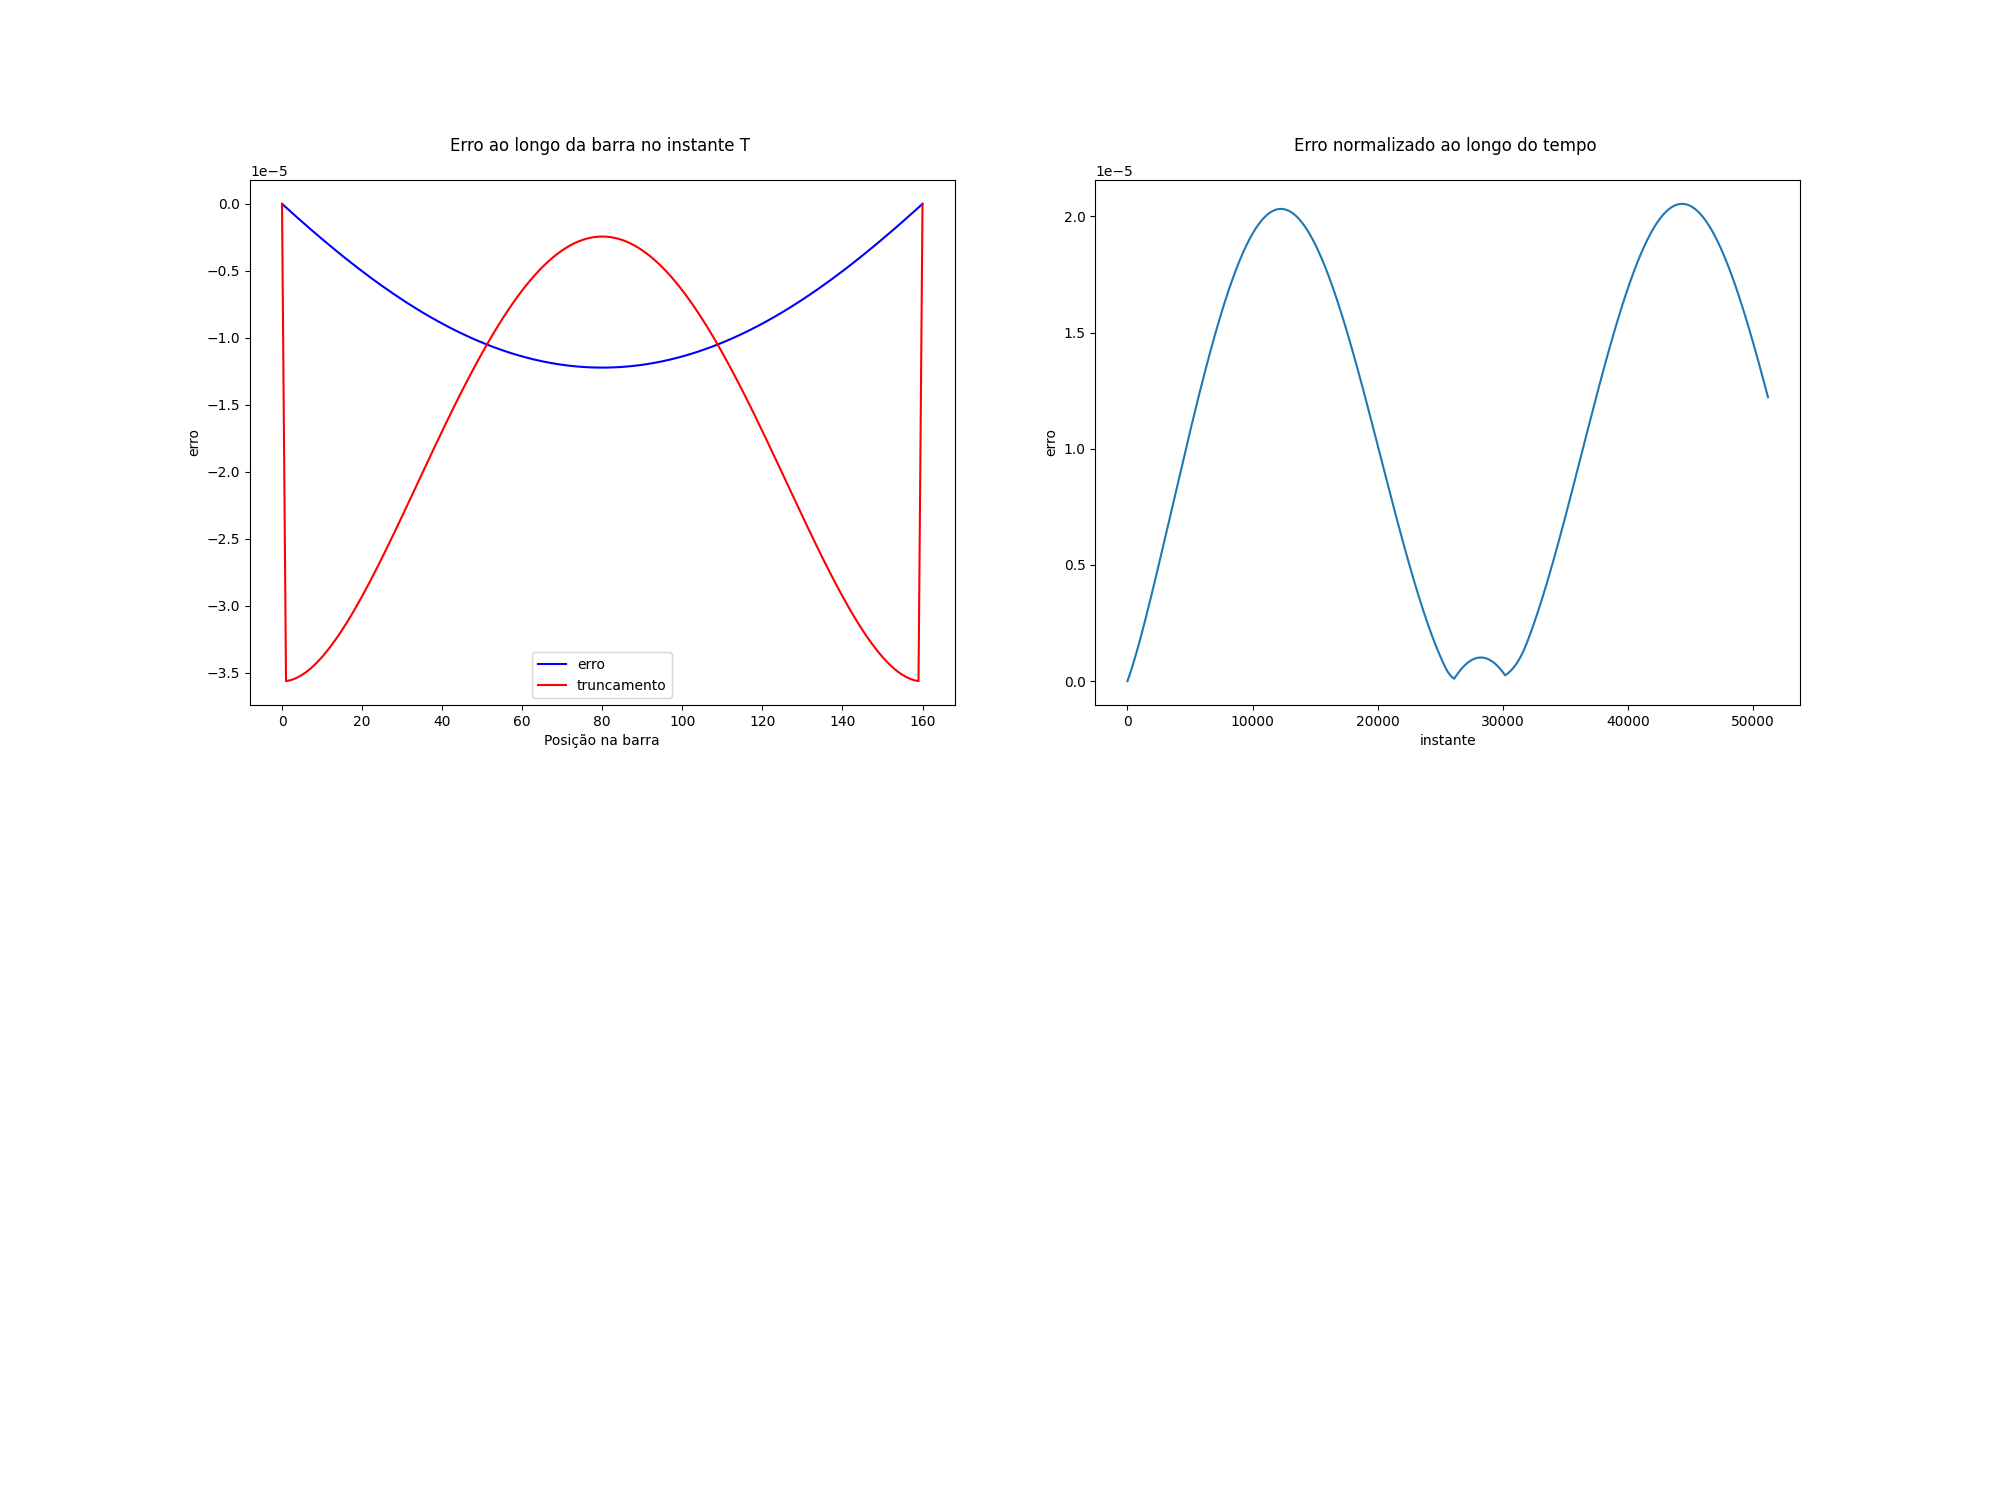 Erro ao longo da barra no instante T
1e−5
0.0
−0.5
−1.0
−1.5
−2.0
−2.5
−3.0
−3.5
erro
erro
truncamento
0 20 40 60 80 100 120 140 160
Posição na barra
Erro normalizado ao longo do tempo
1e−5
2.0
1.5
1.0
0.5
0.0
erro
0 10000 20000 30000 40000 50000
instante